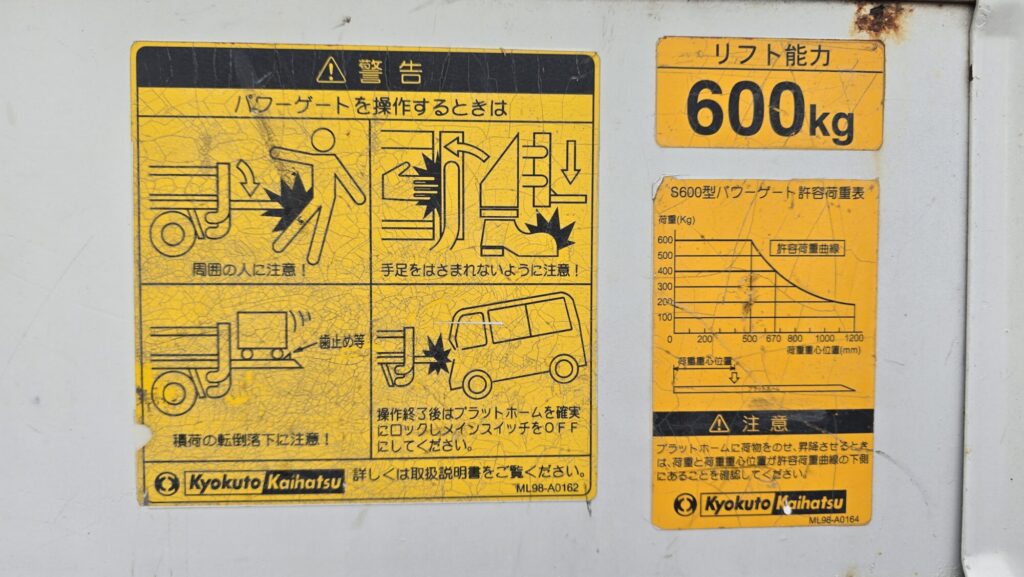 ⚠ 警告
パワーゲートを操作するときは
周囲の人に注意！
手足をはさまれないように注意！
歯止め等
積荷の転倒落下に注意！
操作終了後はプラットホームを確実
にロックしメインスイッチをOFF
にしてください。
Kyokuto Kaihatsu 詳しくは取扱説明書をご覧ください。
ML98-A0162
リフト能力
600kg
S600型パワーゲート許容荷重表
荷重(Kg)
600
500
400
300
200
100
許容荷重曲線
0 200 500 670 800 1000 1200
荷重重心位置(mm)
荷重重心位置
⚠ 注意
プラットホームに荷物をのせ、昇降させるとき
は、荷重と荷重重心位置が許容荷重曲線の下側
にあることを確認してください。
Kyokuto Kaihatsu
ML98-A0164